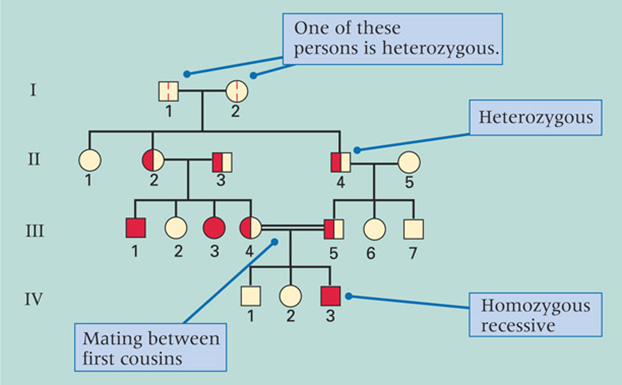 One of these
persons is heterozygous.
I
1 2
Heterozygous
II
1 2 3 4 5
III
1 2 3 4 5 6 7
IV
1 2 3
Homozygous
recessive
Mating between
first cousins